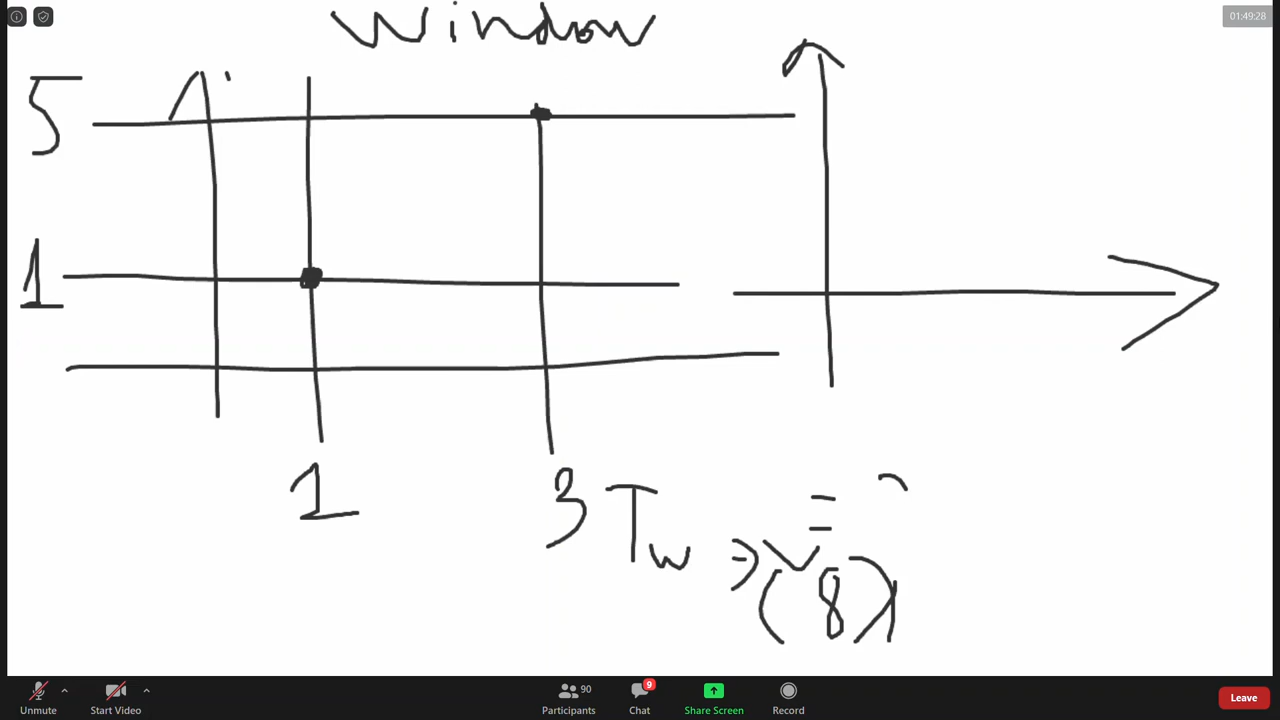 01:49:28
Window
5
1
1
3 Tw =
=> (8)
Unmute
Start Video
90
Participants
9
Chat
Share Screen
Record
Leave